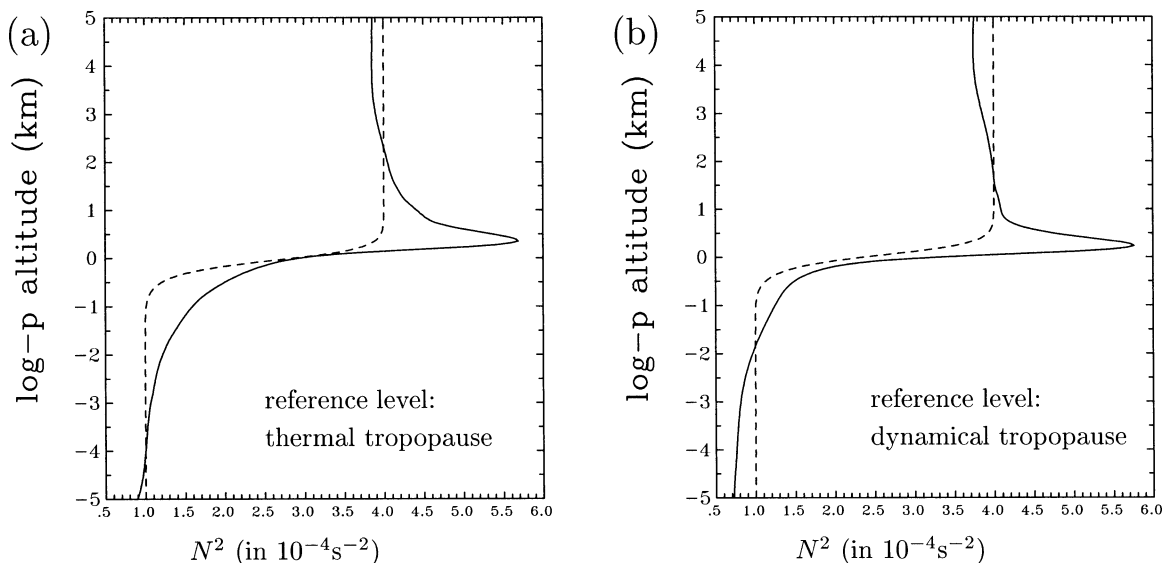 (a)
log−p altitude (km)
5
4
3
2
1
0
−1
−2
−3
−4
−5
reference level:
thermal tropopause
.5 1.0 1.5 2.0 2.5 3.0 3.5 4.0 4.5 5.0 5.5 6.0
N² (in 10⁻⁴s⁻²)
(b)
log−p altitude (km)
5
4
3
2
1
0
−1
−2
−3
−4
−5
reference level:
dynamical tropopause
.5 1.0 1.5 2.0 2.5 3.0 3.5 4.0 4.5 5.0 5.5 6.0
N² (in 10⁻⁴s⁻²)